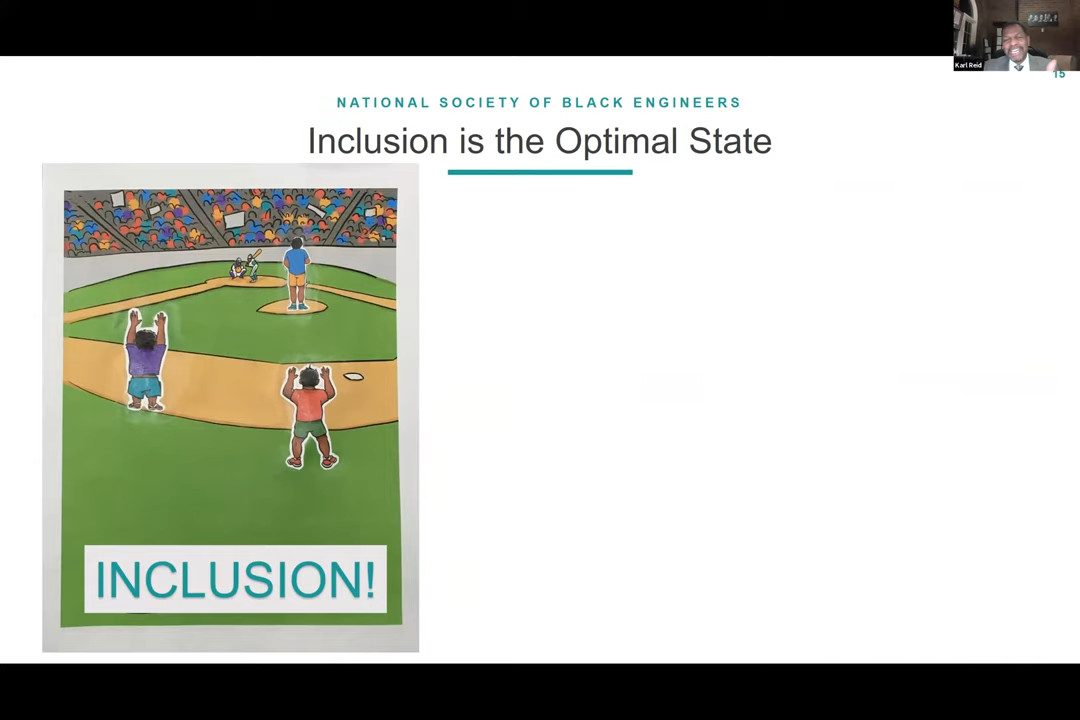 Karl Reid
15
NATIONAL SOCIETY OF BLACK ENGINEERS
Inclusion is the Optimal State
INCLUSION!